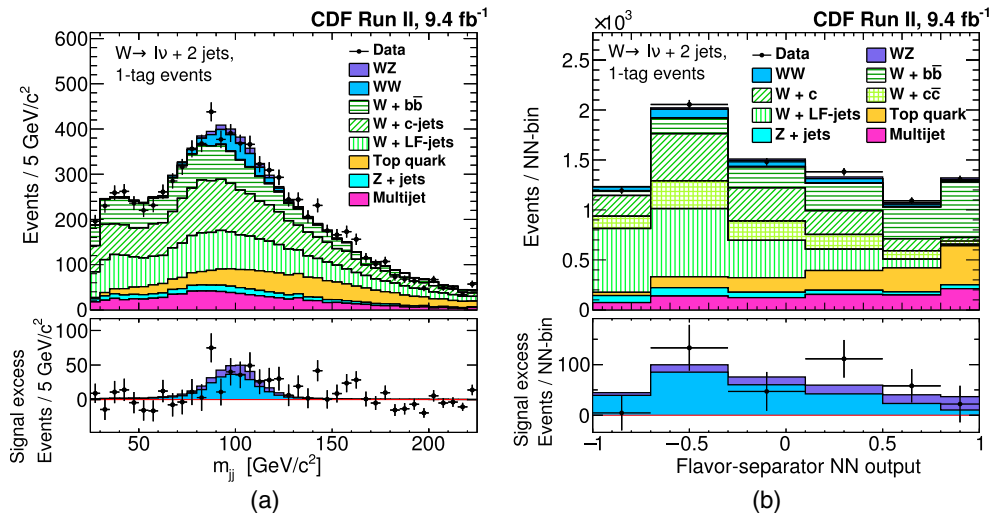 CDF Run II, 9.4 fb⁻¹
W→ lν + 2 jets,
1-tag events
Data
WZ
WW
W + bb̅
W + c-jets
W + LF-jets
Top quark
Z + jets
Multijet
Events / 5 GeV/c²
600
500
400
300
200
100
0
Signal excess
Events / 5 GeV/c²
100
50
0
50 100 150 200
m_jj [GeV/c²]
(a)
×10³
CDF Run II, 9.4 fb⁻¹
W→ lν + 2 jets,
1-tag events
Data WZ
WW W + bb̅
W + c W + cc̅
W + LF-jets Top quark
Z + jets Multijet
Events / NN-bin
2.5
2
1.5
1
0.5
0
Signal excess
Events / NN-bin
100
0
-1 -0.5 0 0.5 1
Flavor-separator NN output
(b)